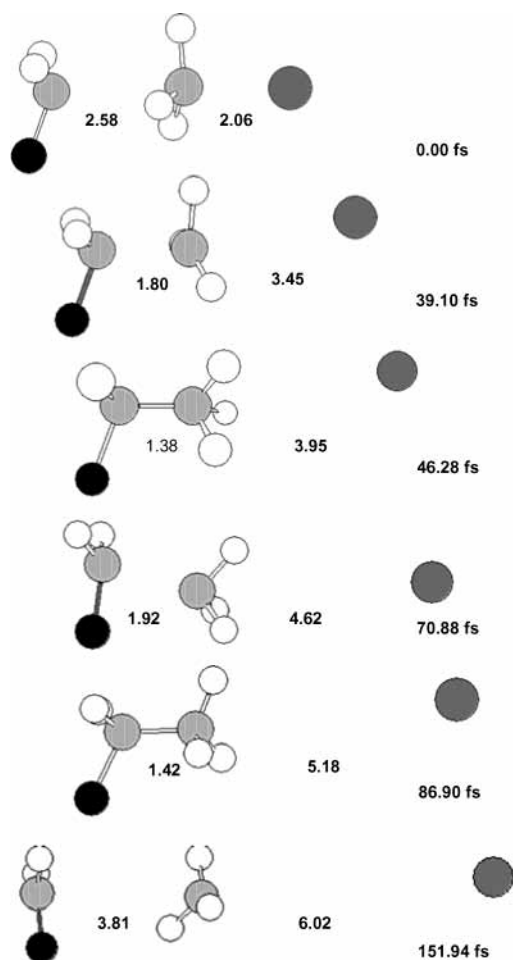 2.58 2.06
0.00 fs
1.80 3.45
39.10 fs
1.38 3.95
46.28 fs
1.92 4.62
70.88 fs
1.42 5.18
86.90 fs
3.81 6.02
151.94 fs